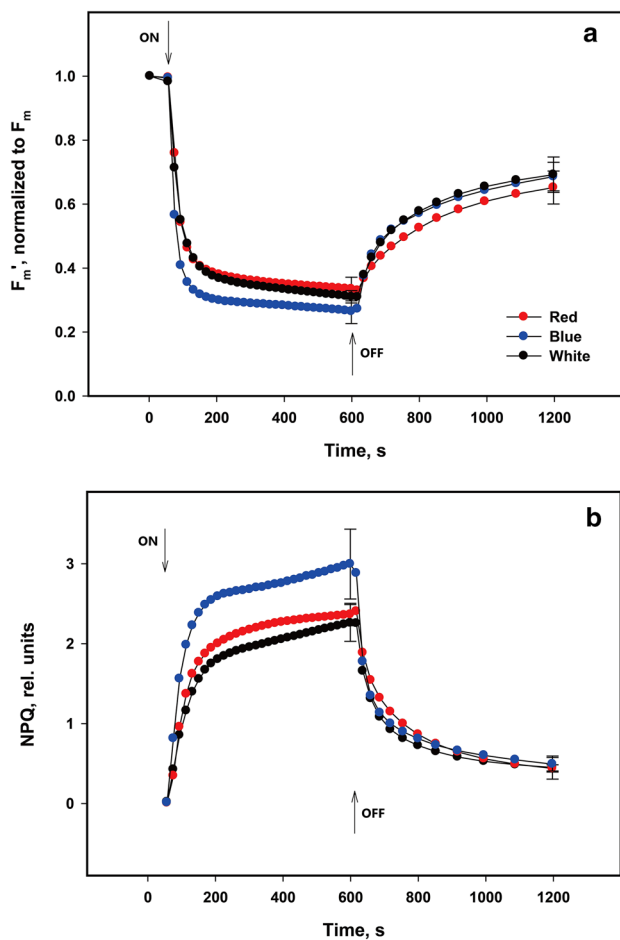 ON
a
1.0
0.8
0.6
0.4
0.2
0.0
Fm', normalized to Fm
OFF
Red
Blue
White
0 200 400 600 800 1000 1200
Time, s
b
ON
3
2
1
0
NPQ, rel. units
OFF
0 200 400 600 800 1000 1200
Time, s